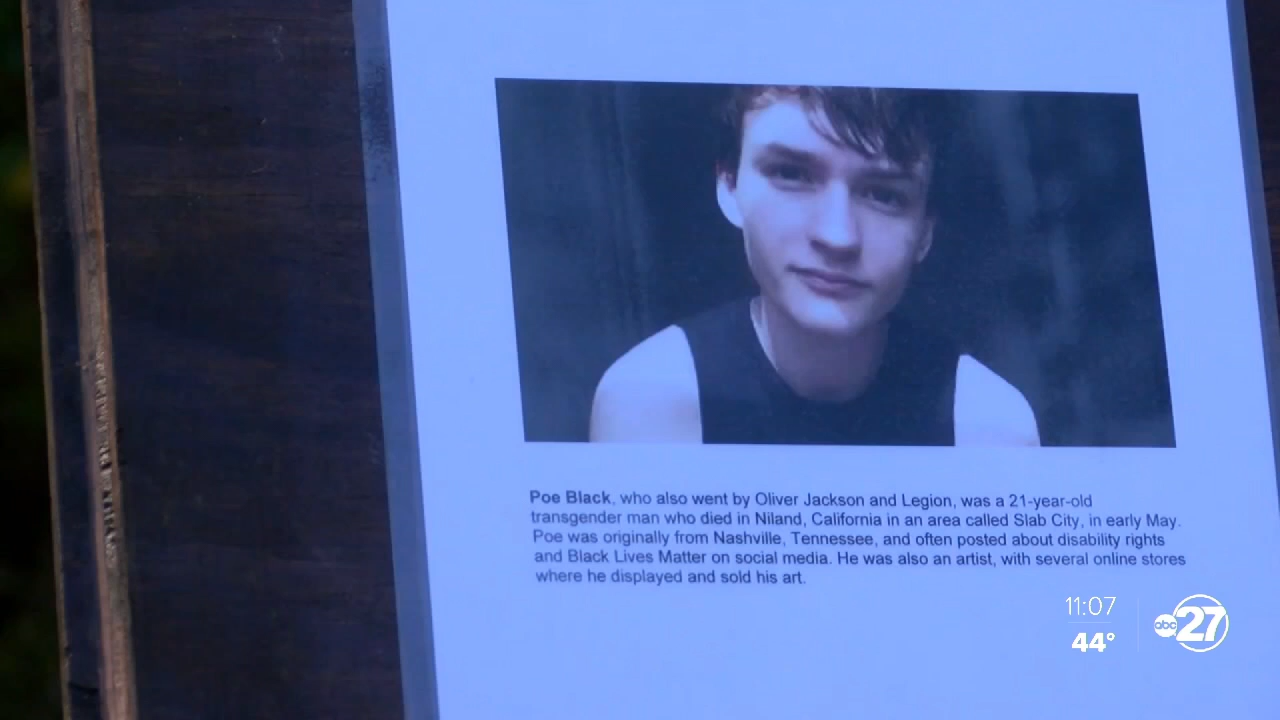 Poe Black, who also went by Oliver Jackson and Legion, was a 21-year-old
transgender man who died in Niland, California in an area called Slab City, in early May.
Poe was originally from Nashville, Tennessee, and often posted about disability rights
and Black Lives Matter on social media. He was also an artist, with several online stores
where he displayed and sold his art.
11:07
44°
abc 27